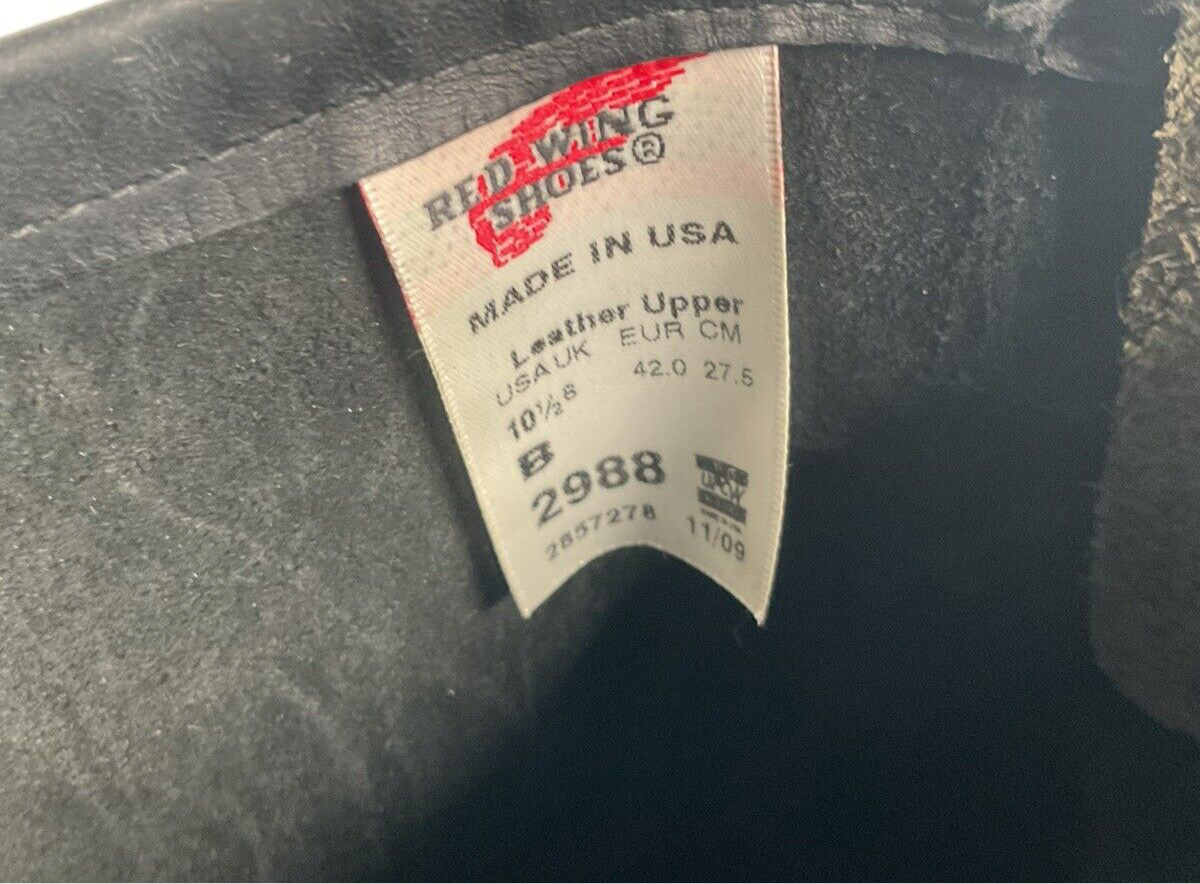 RED WING
SHOES®
MADE IN USA
Leather Upper
USA UK EUR CM
10½ 8 42.0 27.5
B
2988
2857278 11/09